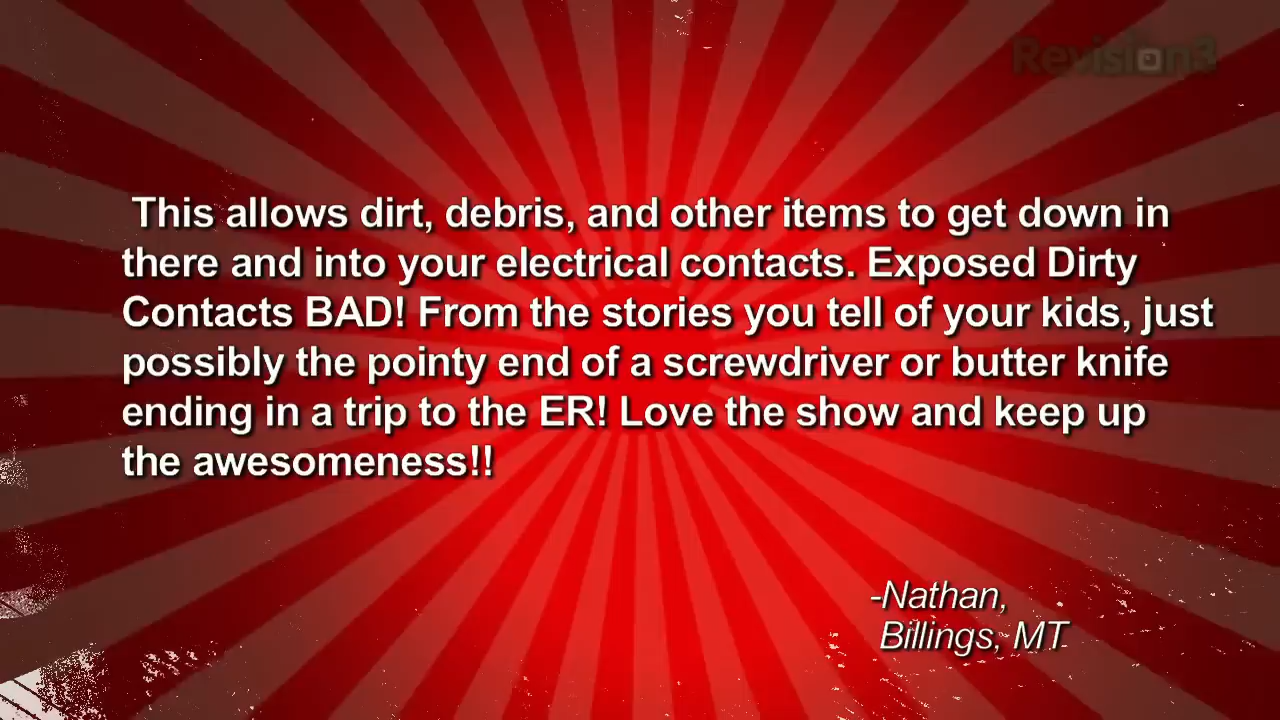 Revision3
This allows dirt, debris, and other items to get down in
there and into your electrical contacts. Exposed Dirty
Contacts BAD! From the stories you tell of your kids, just
possibly the pointy end of a screwdriver or butter knife
ending in a trip to the ER! Love the show and keep up
the awesomeness!!
-Nathan,
Billings, MT